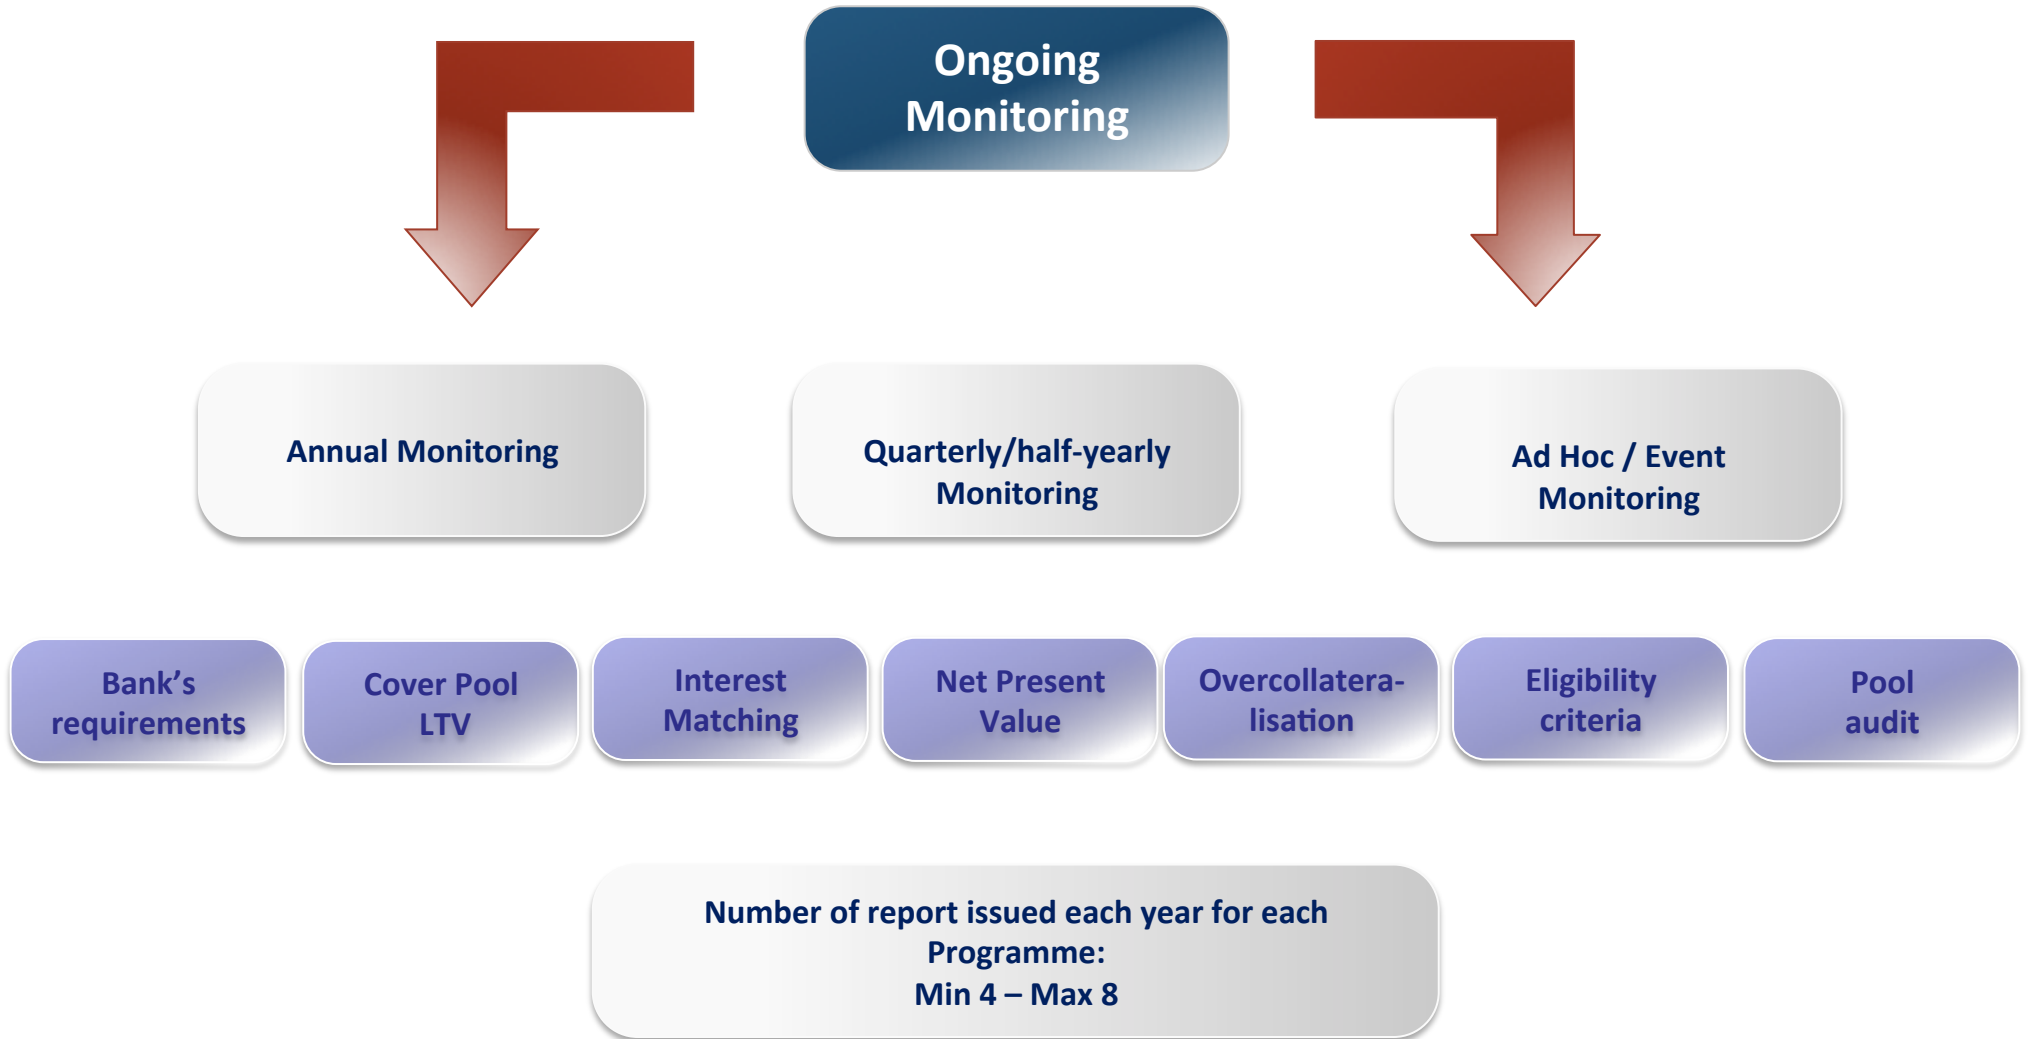 Ongoing
Monitoring
Annual Monitoring
Quarterly/half-yearly
Monitoring
Ad Hoc / Event
Monitoring
Bank’s
requirements
Cover Pool
LTV
Interest
Matching
Net Present
Value
Overcollatera-
lisation
Eligibility
criteria
Pool
audit
Number of report issued each year for each
Programme:
Min 4 – Max 8